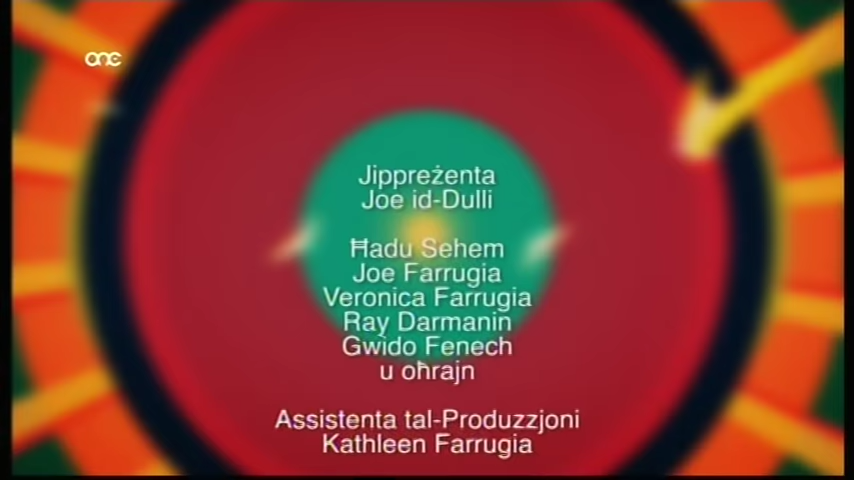 one
Jippreżenta
Joe id-Dulli
Ħadu Sehem
Joe Farrugia
Veronica Farrugia
Ray Darmanin
Gwido Fenech
u oħrajn
Assistenta tal-Produzzjoni
Kathleen Farrugia